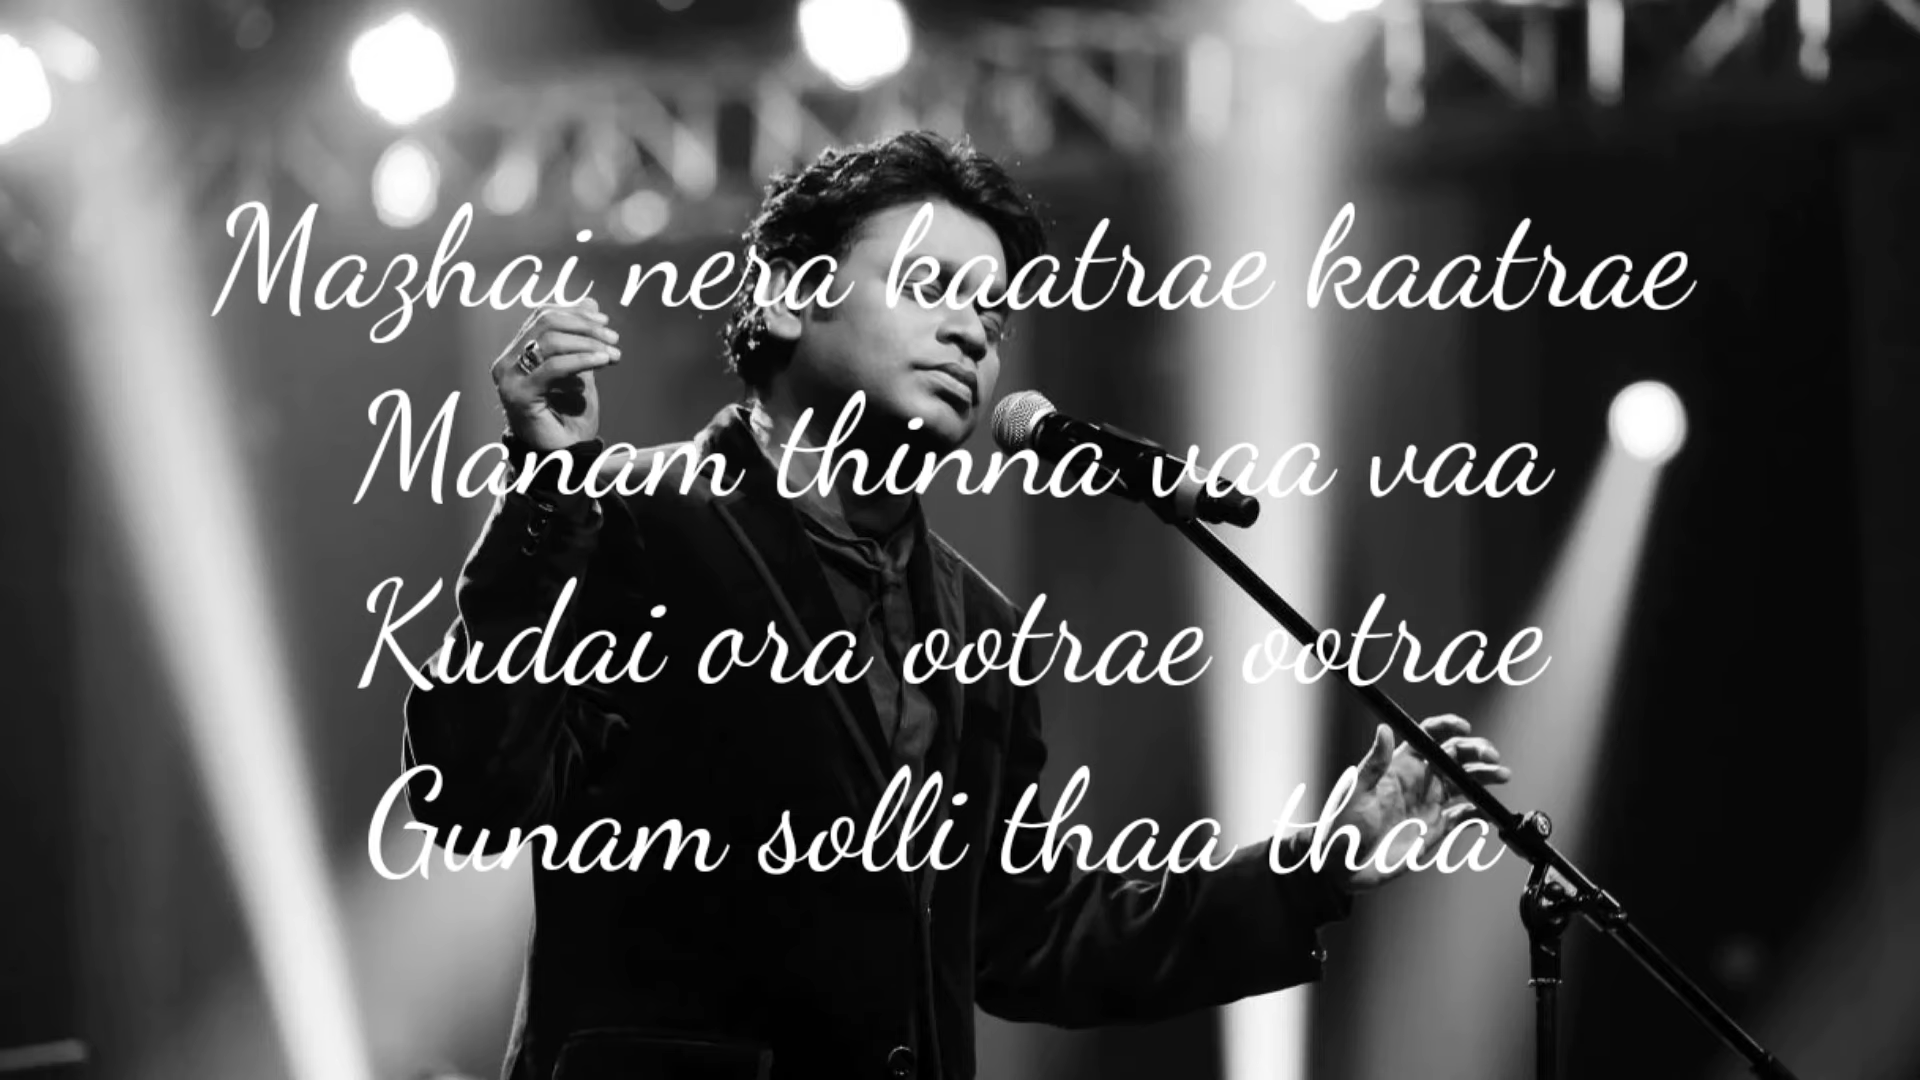 Mazhai nera kaatrae kaatrae
Manam thinna vaa vaa
Kudai ora ootrae ootrae
Gunam solli thaa thaa